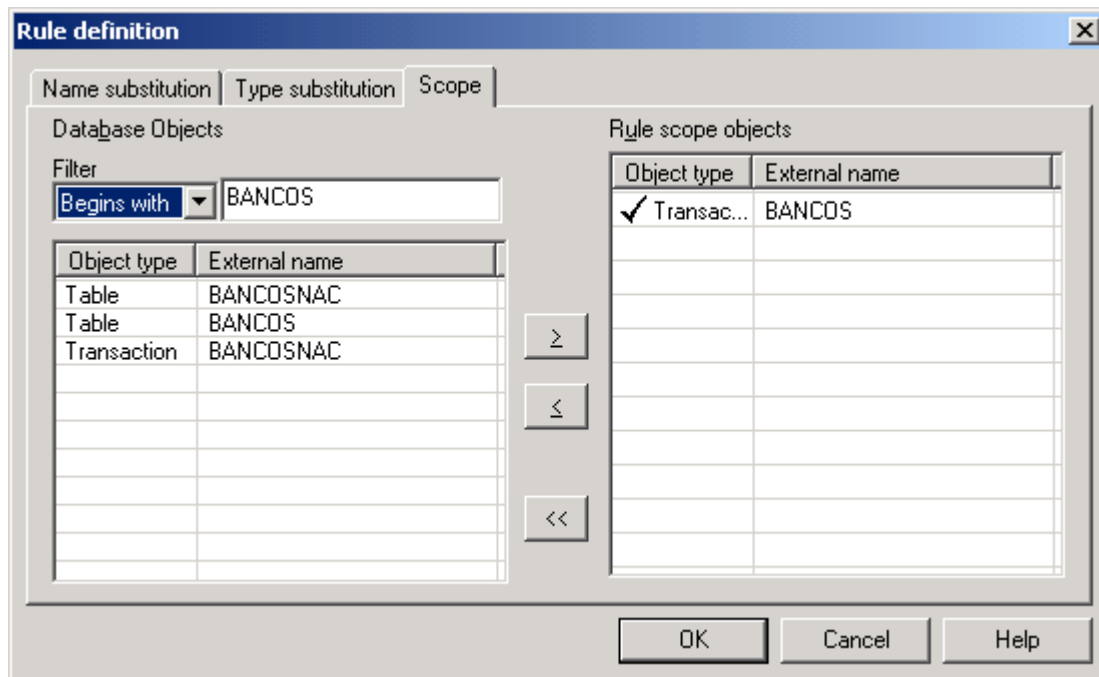 Rule definition
Name substitution Type substitution Scope
Database Objects
Filter
Begins with BANCOS
Object type External name
Table BANCOSNAC
Table BANCOS
Transaction BANCOSNAC
>
<
<<
Rule scope objects
Object type External name
Transac... BANCOS
OK Cancel Help